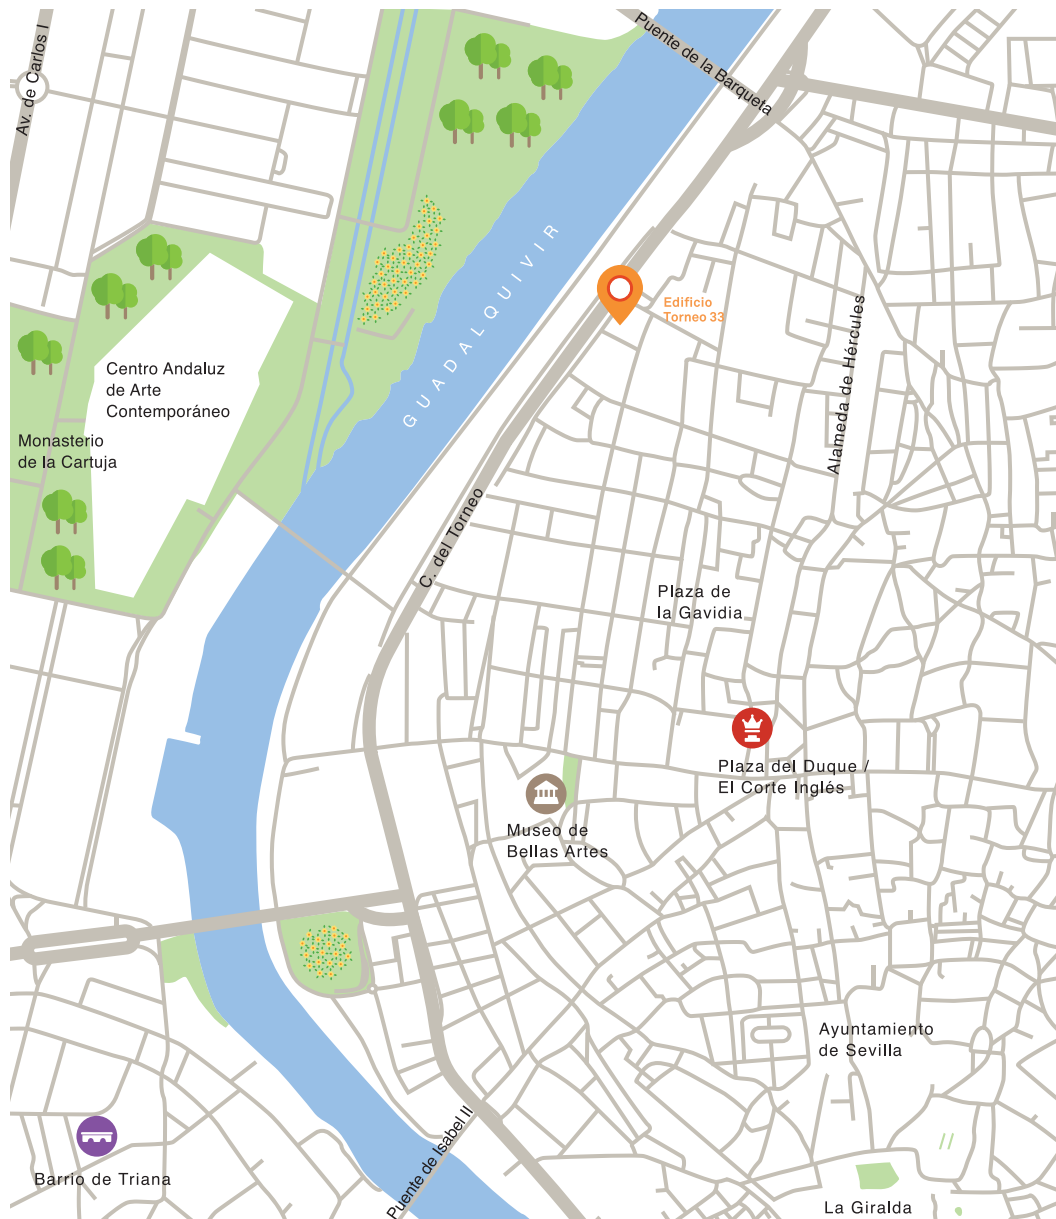 Puente de la Barqueta
Av. de Carlos I
GUADALQUIVIR
Edificio
Torneo 33
Alameda de Hércules
Centro Andaluz
de Arte
Contemporáneo
Monasterio
de la Cartuja
C. del Torneo
Plaza de
la Gavidia
Plaza del Duque /
El Corte Inglés
Museo de
Bellas Artes
Ayuntamiento
de Sevilla
Puente de Isabel II
Barrio de Triana
La Giralda